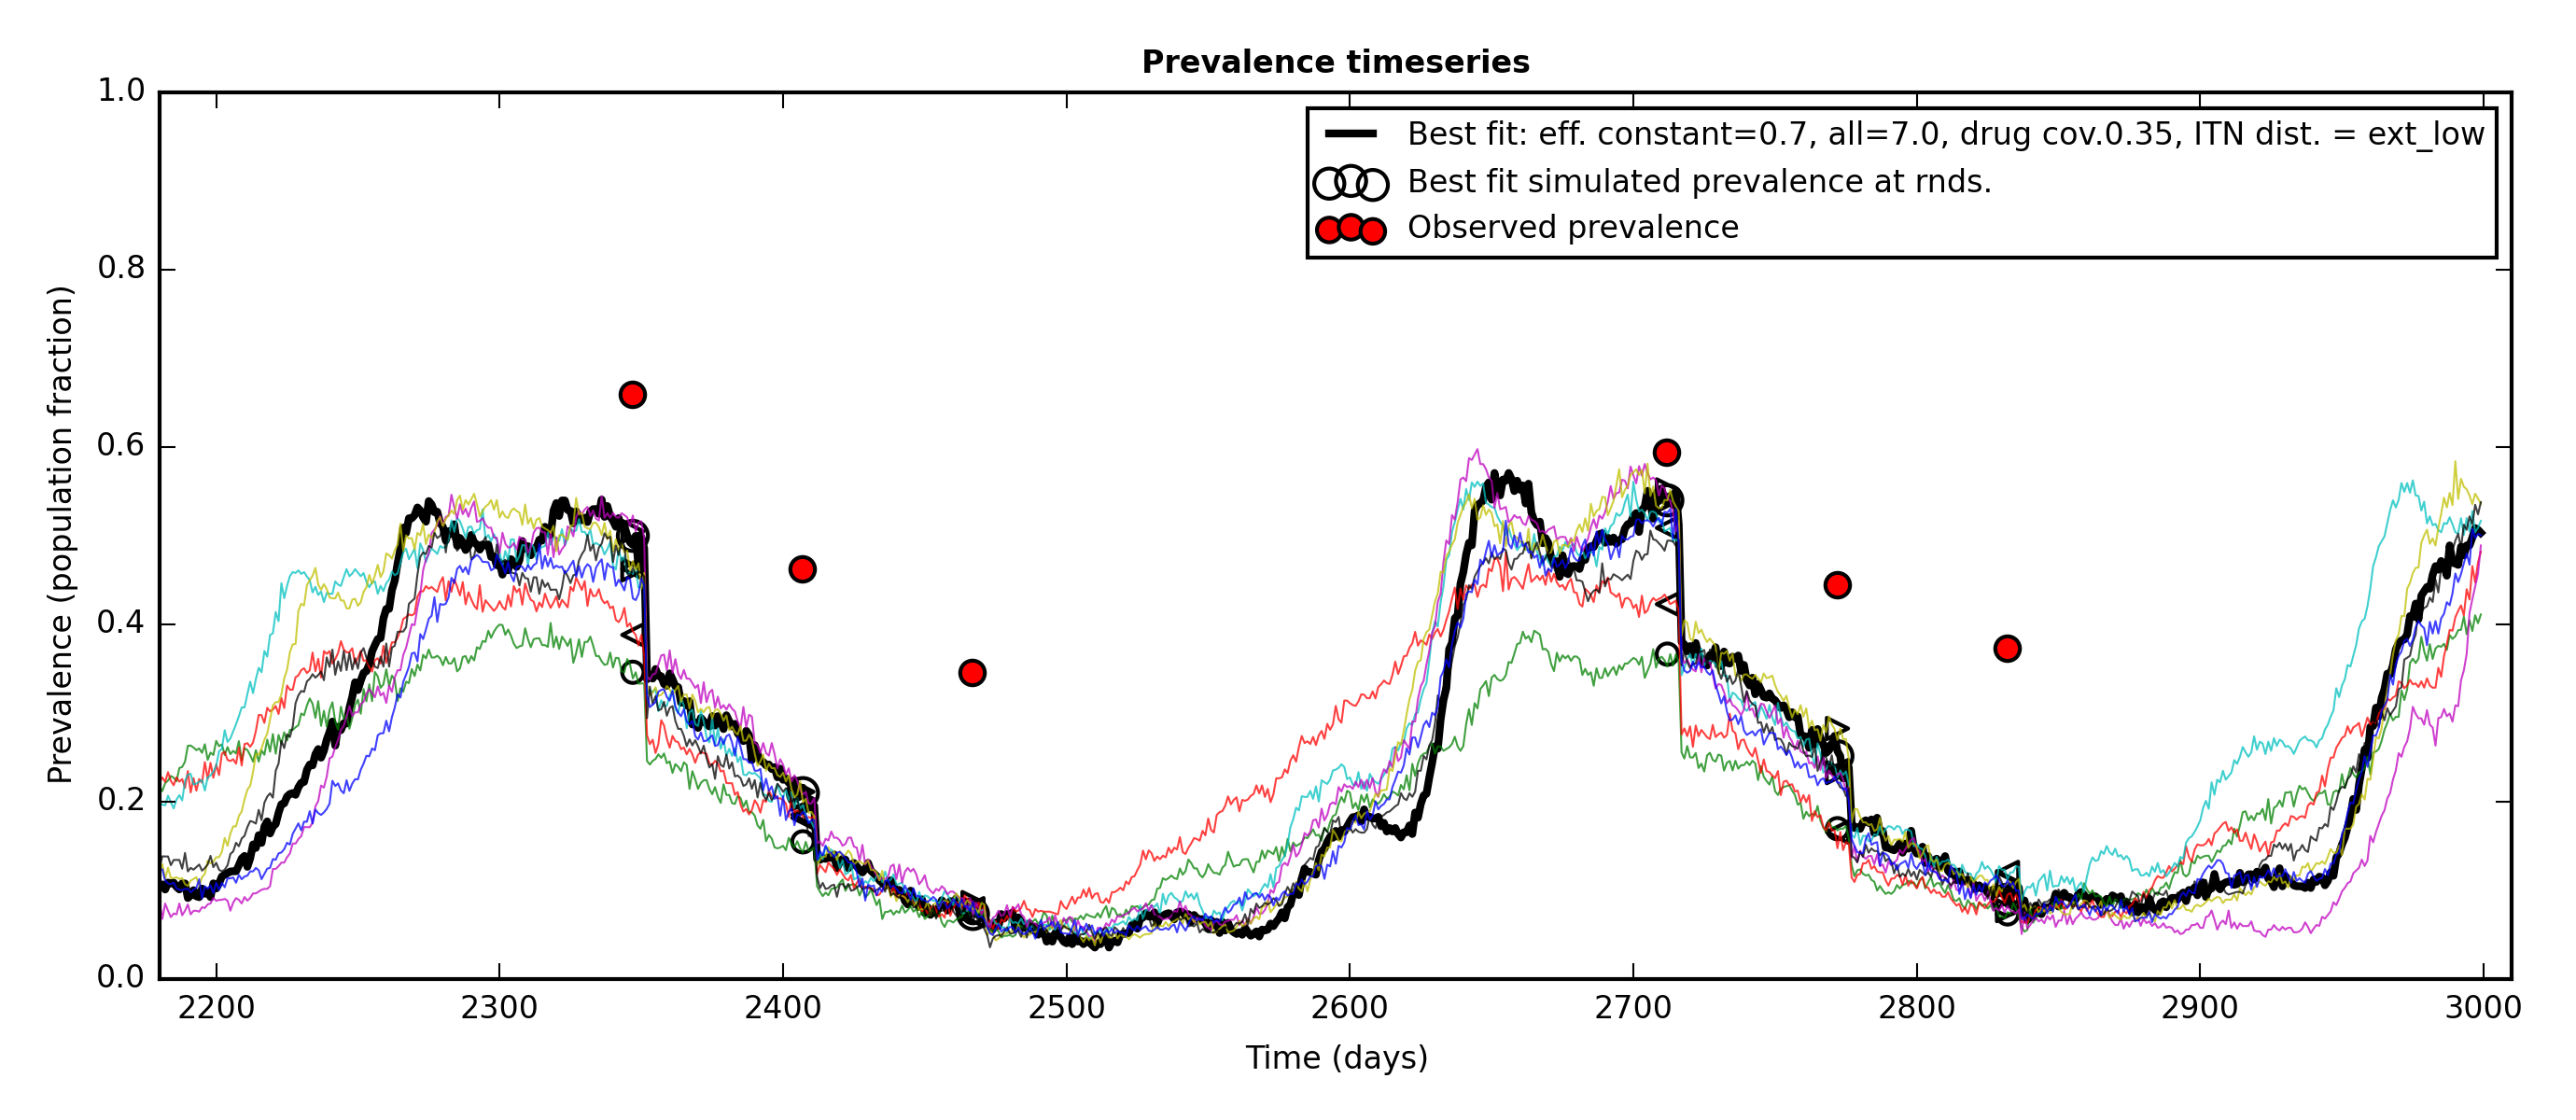 Prevalence timeseries
Best fit: eff. constant=0.7, all=7.0, drug cov.0.35, ITN dist. = ext_low
Best fit simulated prevalence at rnds.
Observed prevalence
Prevalence (population fraction)
1.0
0.8
0.6
0.4
0.2
0.0
2200 2300 2400 2500 2600 2700 2800 2900 3000
Time (days)